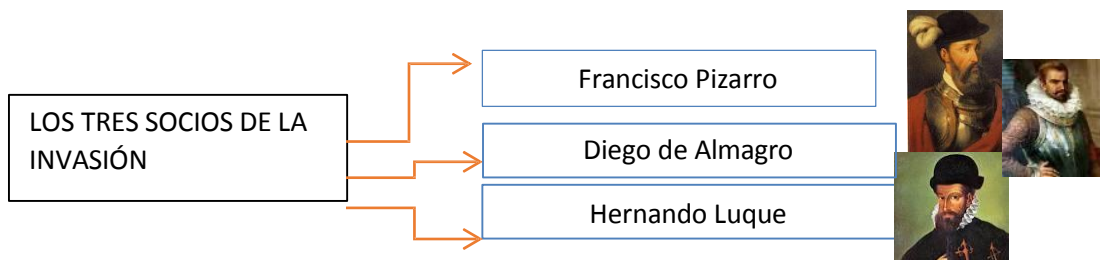 LOS TRES SOCIOS DE LA
INVASIÓN
Francisco Pizarro
Diego de Almagro
Hernando Luque